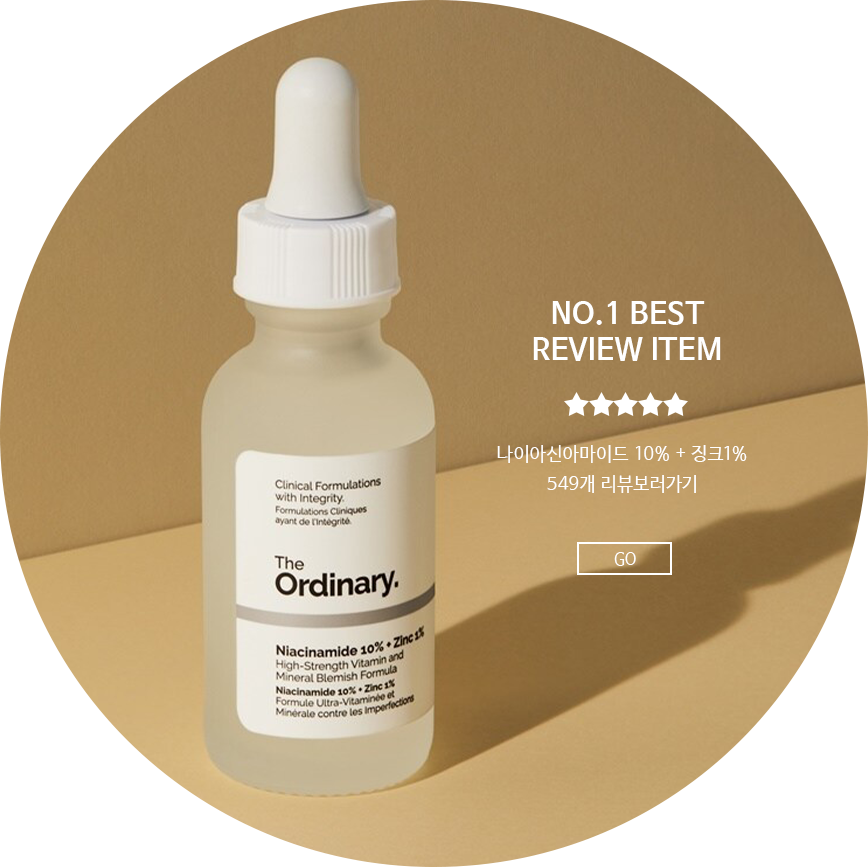 NO.1 BEST
REVIEW ITEM
나이아신아마이드 10% + 징크1%
549개 리뷰보러가기
GO
Clinical Formulations
with Integrity.
Formulations Cliniques
ayant de l'Intégrité.
The
Ordinary.
Niacinamide 10% + Zinc 1%
High-Strength Vitamin and
Mineral Blemish Formula
Niacinamide 10% + Zinc 1%
Formule Ultra-Vitaminée et
Minérale contre les Imperfections